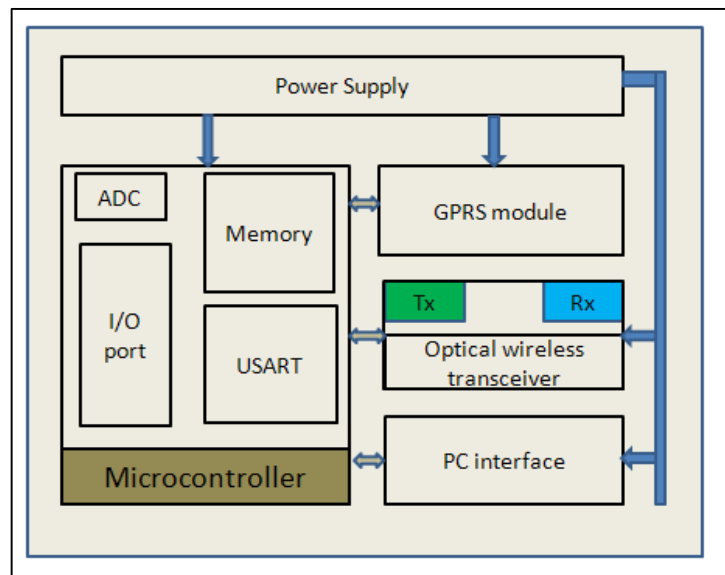 Power Supply
ADC
Memory
I/O
port
USART
Microcontroller
GPRS module
Tx
Rx
Optical wireless
transceiver
PC interface